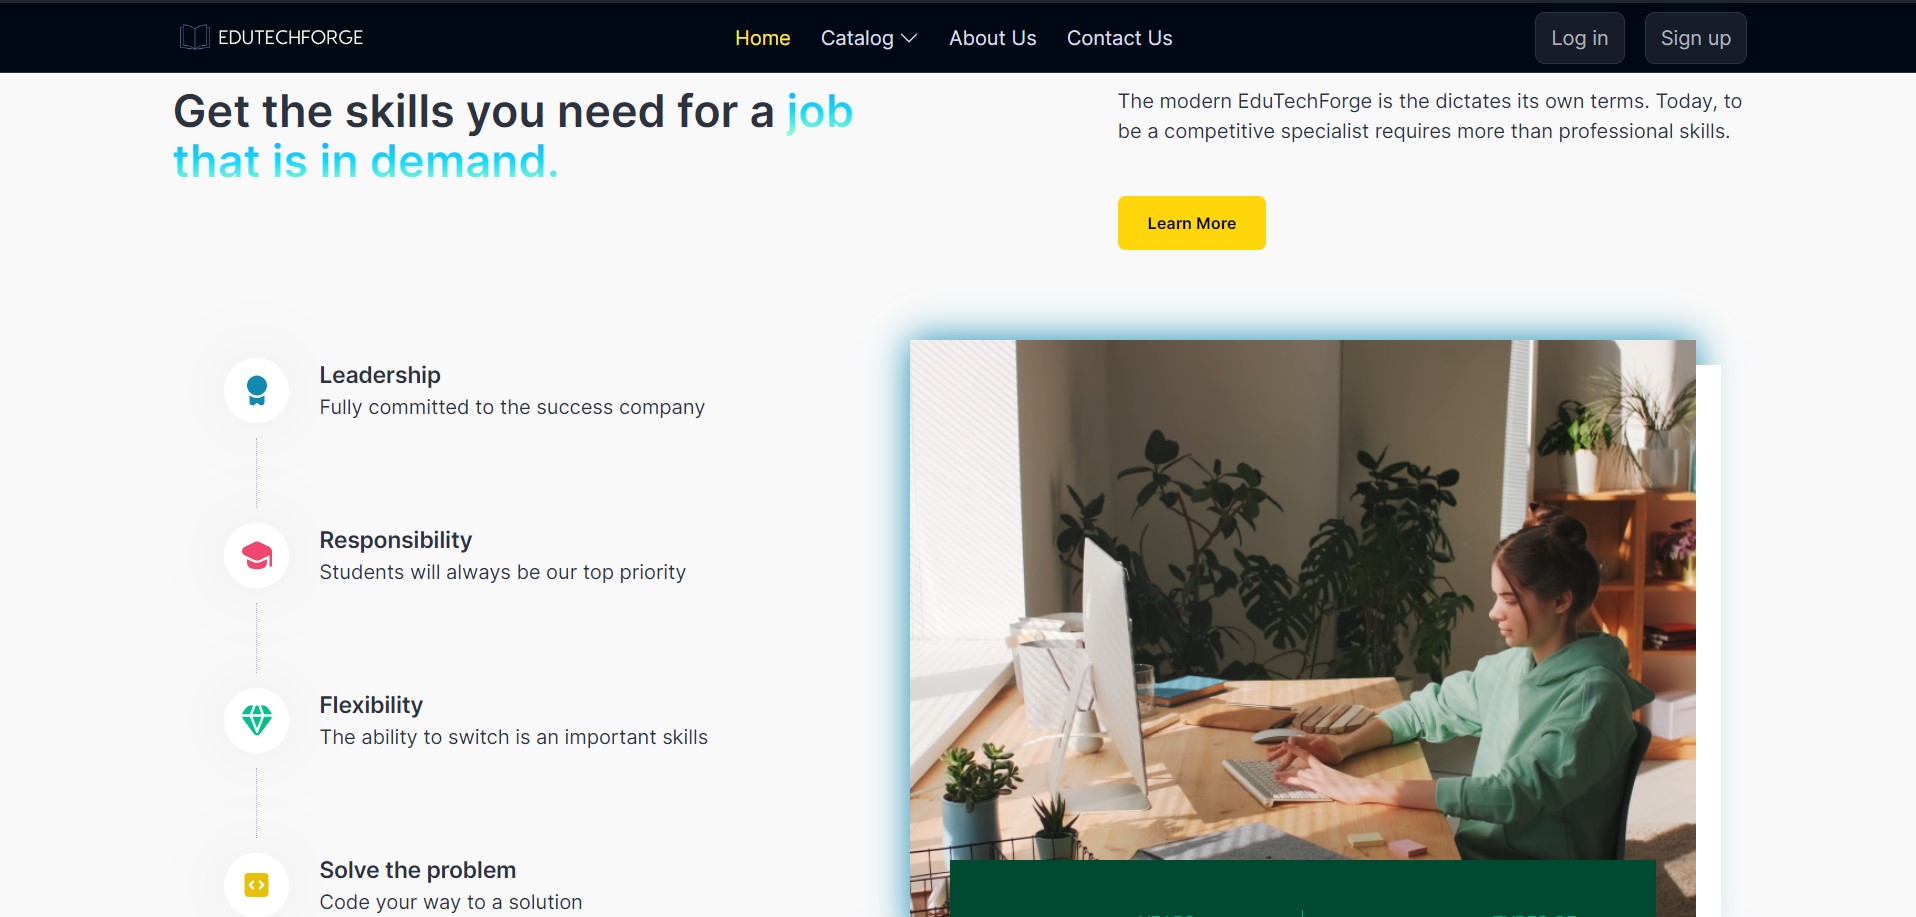 EDUTECHFORGE
Home
Catalog
About Us
Contact Us
Log in
Sign up
Get the skills you need for a job
that is in demand.
The modern EduTechForge is the dictates its own terms. Today, to
be a competitive specialist requires more than professional skills.
Learn More
Leadership
Fully committed to the success company
Responsibility
Students will always be our top priority
Flexibility
The ability to switch is an important skills
Solve the problem
Code your way to a solution